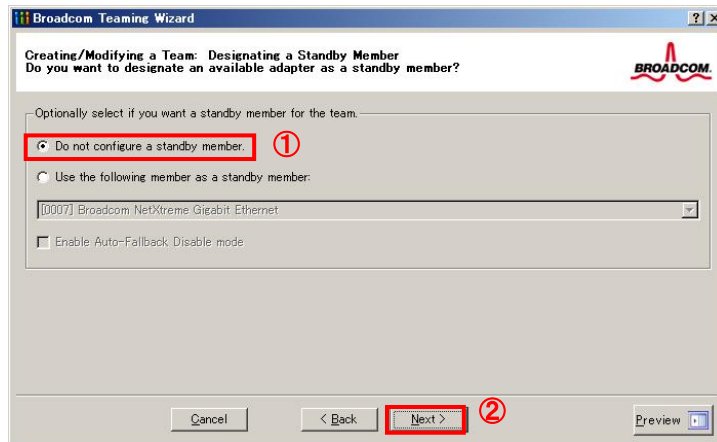 Broadcom Teaming Wizard
Creating/Modifying a Team: Designating a Standby Member
Do you want to designate an available adapter as a standby member?
BROADCOM.
Optionally select if you want a standby member for the team.
Do not configure a standby member.
①
Use the following member as a standby member:
[0007] Broadcom NetXtreme Gigabit Ethernet
Enable Auto-Fallback Disable mode
Cancel
< Back
Next >
②
Preview